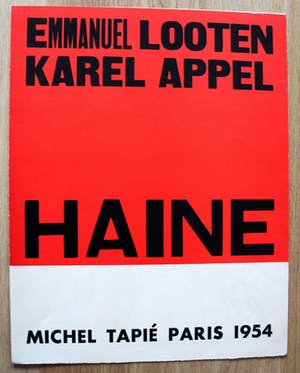 EMMANUEL LOOTEN
KAREL APPEL
HAINE
MICHEL TAPIÉ PARIS 1954